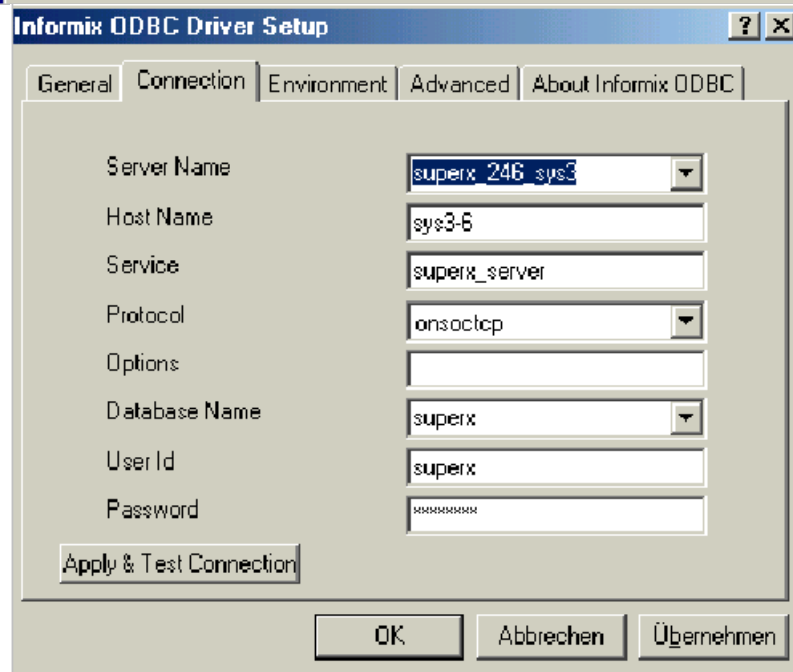 Informix ODBC Driver Setup
General Connection Environment Advanced About Informix ODBC
Server Name superx_246_sys3
Host Name sys3-6
Service superx_server
Protocol onsoctcp
Options
Database Name superx
User Id superx
Password ********
Apply & Test Connection
OK Abbrechen Übernehmen